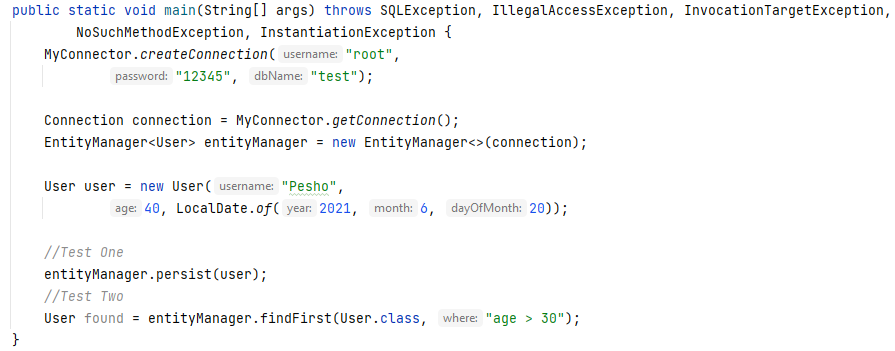 public static void main(String[] args) throws SQLException, IllegalAccessException, InvocationTargetException,
NoSuchMethodException, InstantiationException {
MyConnector.createConnection( username: "root",
password: "12345", dbName: "test");
Connection connection = MyConnector.getConnection();
EntityManager<User> entityManager = new EntityManager<>(connection);
User user = new User( username: "Pesho",
age: 40, LocalDate.of( year: 2021, month: 6, dayOfMonth: 20));
//Test One
entityManager.persist(user);
//Test Two
User found = entityManager.findFirst(User.class, where: "age > 30");
}